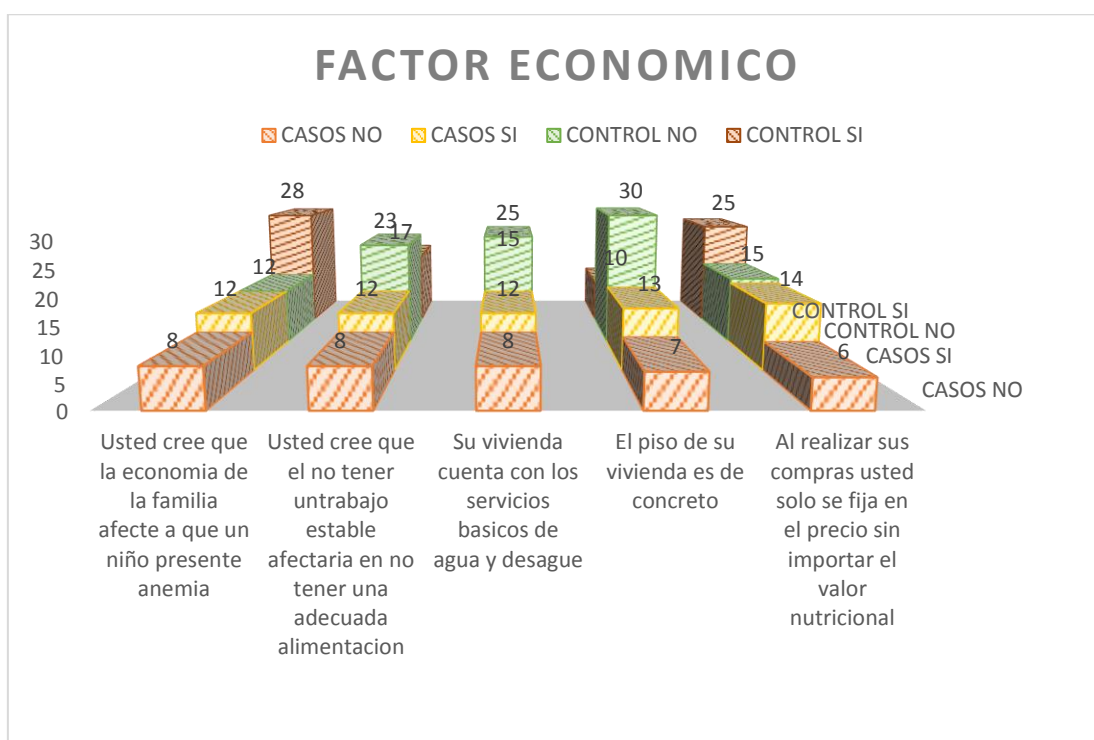 FACTOR ECONOMICO
CASOS NO CASOS SI CONTROL NO CONTROL SI
28
12
12
8
23
17
12
8
25
15
12
8
30
10
13
7
25
15
14
6
30
25
20
15
10
5
0
CONTROL SI
CONTROL NO
CASOS SI
CASOS NO
Usted cree que
la economia de
la familia
afecte a que un
niño presente
anemia
Usted cree que
el no tener
untrabajo
estable
afectaria en no
tener una
adecuada
alimentacion
Su vivienda
cuenta con los
servicios
basicos de
agua y desague
El piso de su
vivienda es de
concreto
Al realizar sus
compras usted
solo se fija en
el precio sin
importar el
valor
nutricional